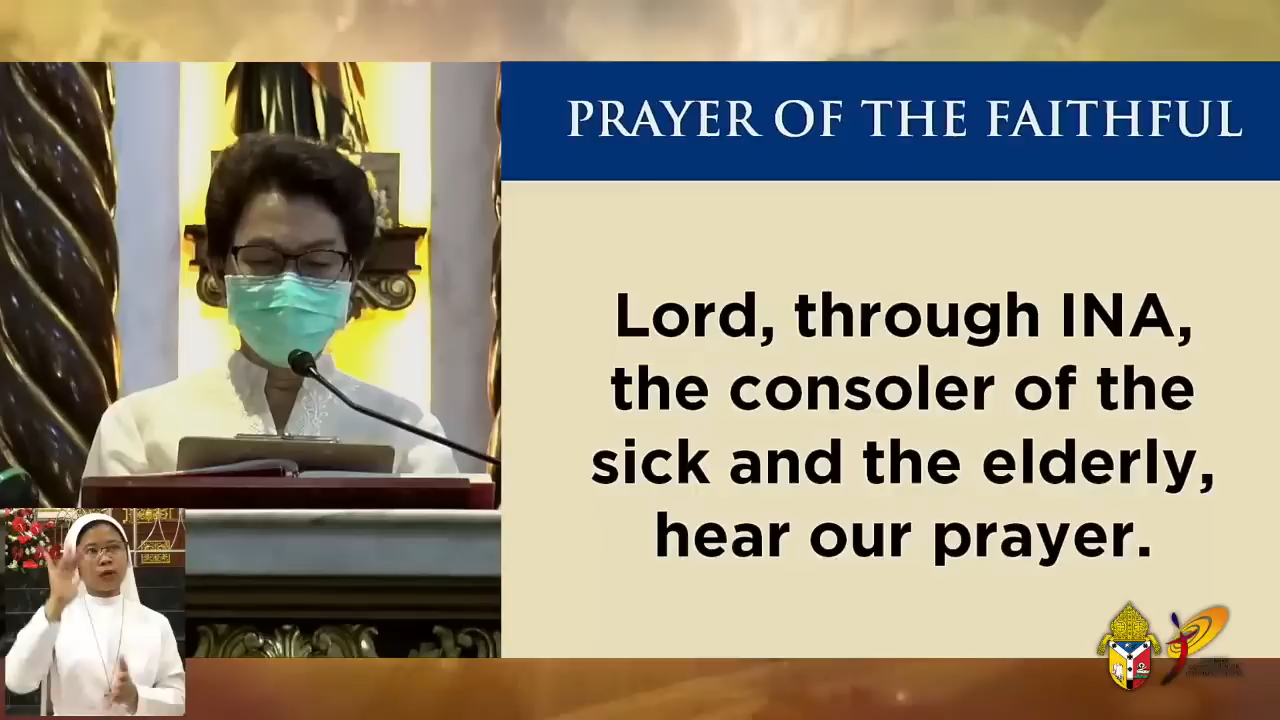 PRAYER OF THE FAITHFUL
Lord, through INA,
the consoler of the
sick and the elderly,
hear our prayer.